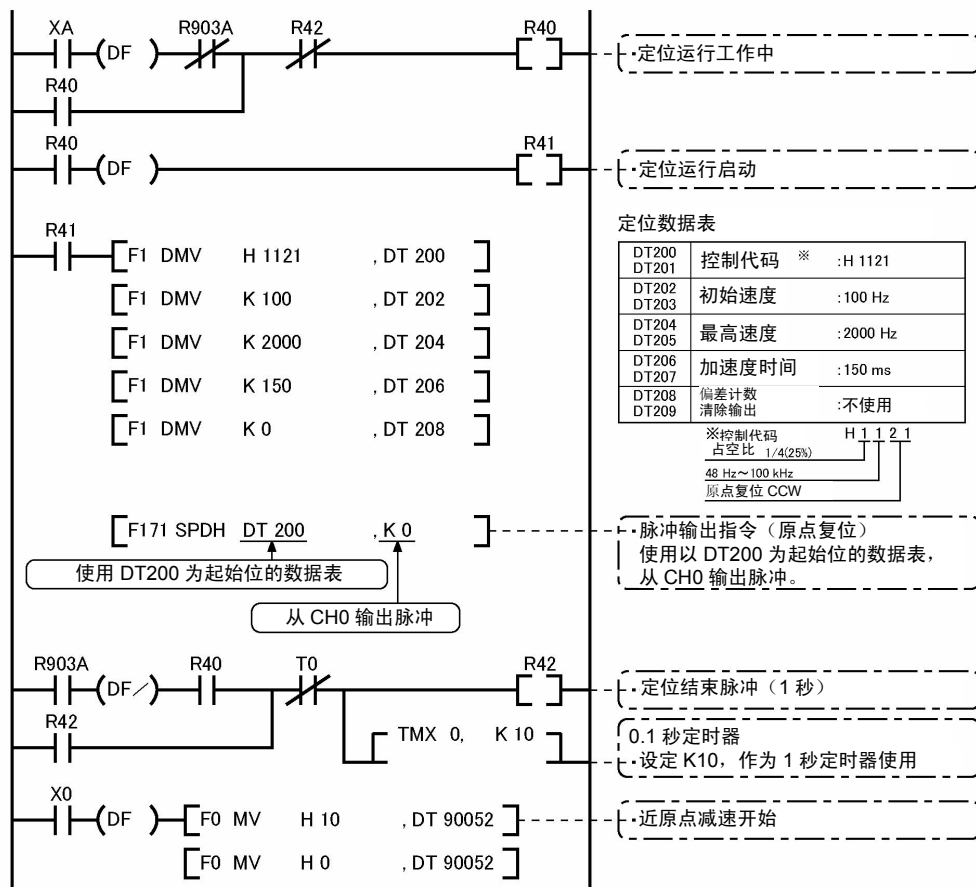 XA
DF
R903A
R42
R40
定位运行工作中
R40
R40
DF
R41
定位运行启动
R41
F1 DMV H 1121 , DT 200
F1 DMV K 100 , DT 202
F1 DMV K 2000 , DT 204
F1 DMV K 150 , DT 206
F1 DMV K 0 , DT 208
定位数据表
DT200
DT201
控制代码 ※ :H 1121
DT202
DT203
初始速度 :100 Hz
DT204
DT205
最高速度 :2000 Hz
DT206
DT207
加速度时间 :150 ms
DT208
DT209
偏差计数
清除输出
:不使用
※控制代码 H 1 1 2 1
占空比 1/4(25%)
48 Hz～100 kHz
原点复位 CCW
F171 SPDH DT 200 , K 0
脉冲输出指令（原点复位）
使用以 DT200 为起始位的数据表，
从 CH0 输出脉冲。
使用 DT200 为起始位的数据表
从 CH0 输出脉冲
R903A
DF/
R40
T0
R42
定位结束脉冲（1 秒）
R42
TMX 0, K 10
0.1 秒定时器
设定 K10，作为 1 秒定时器使用
X0
DF
F0 MV H 10 , DT 90052
近原点减速开始
F0 MV H 0 , DT 90052